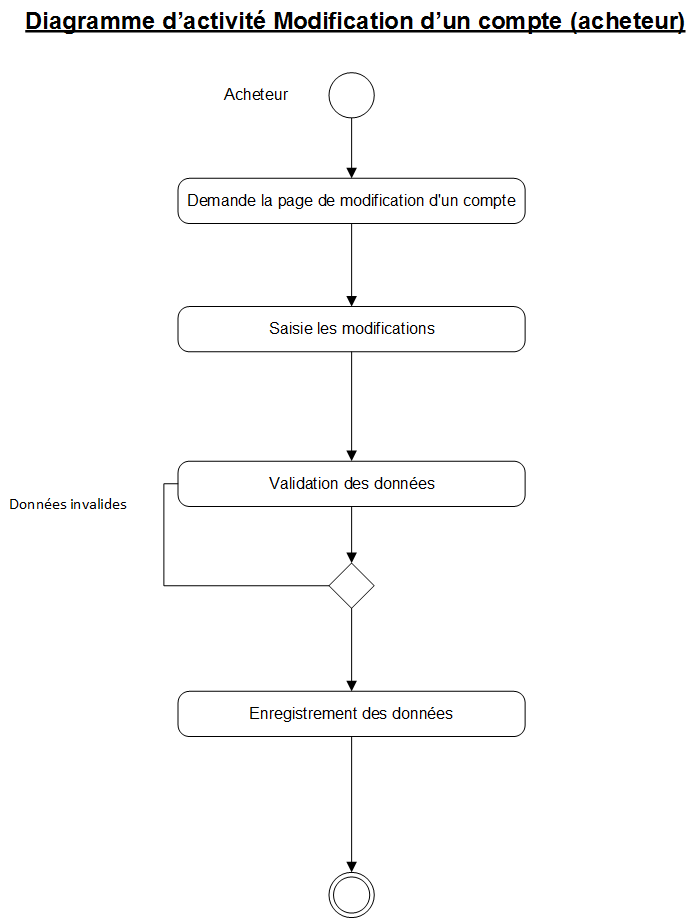 Diagramme d’activité Modification d’un compte (acheteur)
Acheteur
Demande la page de modification d'un compte
Saisie les modifications
Validation des données
Données invalides
Enregistrement des données